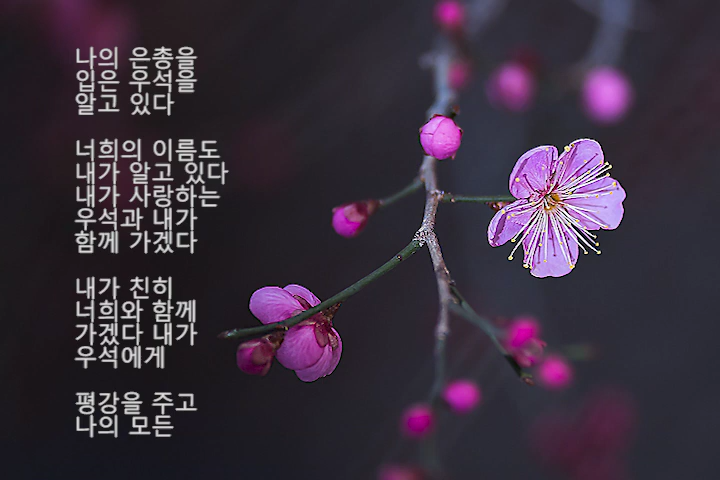 나의 은총을
입은 우석을
알고 있다
너희의 이름도
내가 알고 있다
내가 사랑하는
우석과 내가
함께 가겠다
내가 친히
너희와 함께
가겠다 내가
우석에게
평강을 주고
나의 모든